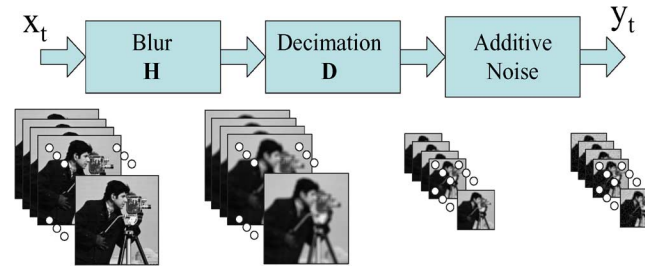 x_t
Blur
H
Decimation
D
Additive
Noise
y_t